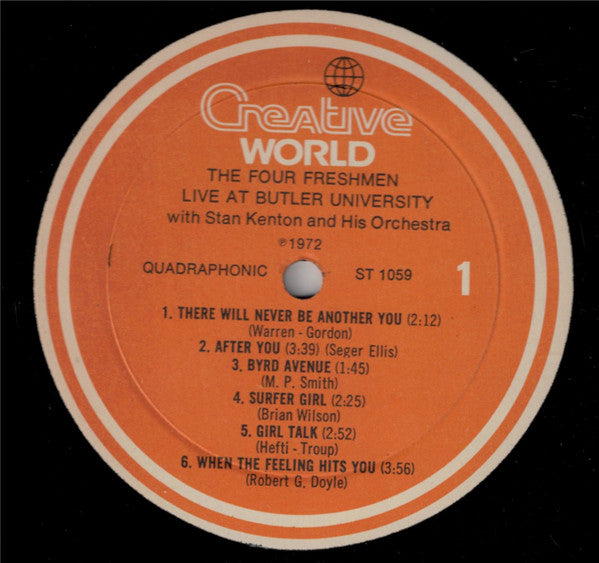 Creative
WORLD
THE FOUR FRESHMEN
LIVE AT BUTLER UNIVERSITY
with Stan Kenton and His Orchestra
℗1972
QUADRAPHONIC ST 1059 1
1. THERE WILL NEVER BE ANOTHER YOU (2:12)
(Warren - Gordon)
2. AFTER YOU (3:39) (Seger Ellis)
3. BYRD AVENUE (1:45)
(M. P. Smith)
4. SURFER GIRL (2:25)
(Brian Wilson)
5. GIRL TALK (2:52)
(Hefti - Troup)
6. WHEN THE FEELING HITS YOU (3:56)
(Robert G. Doyle)